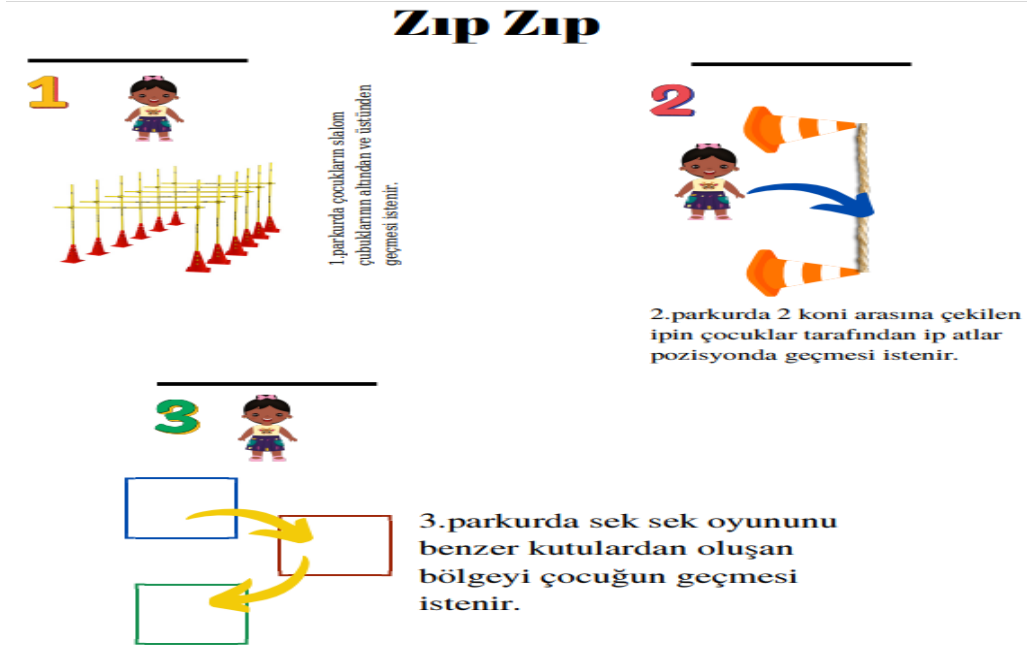 Zıp Zıp
1
1.parkurda çocukların slalom
çubuklarının altından ve üstünden
geçmesi istenir.
2
2.parkurda 2 koni arasına çekilen
ipin çocuklar tarafından ip atlar
pozisyonda geçmesi istenir.
3
3.parkurda sek sek oyununu
benzer kutulardan oluşan
bölgeyi çocuğun geçmesi
istenir.